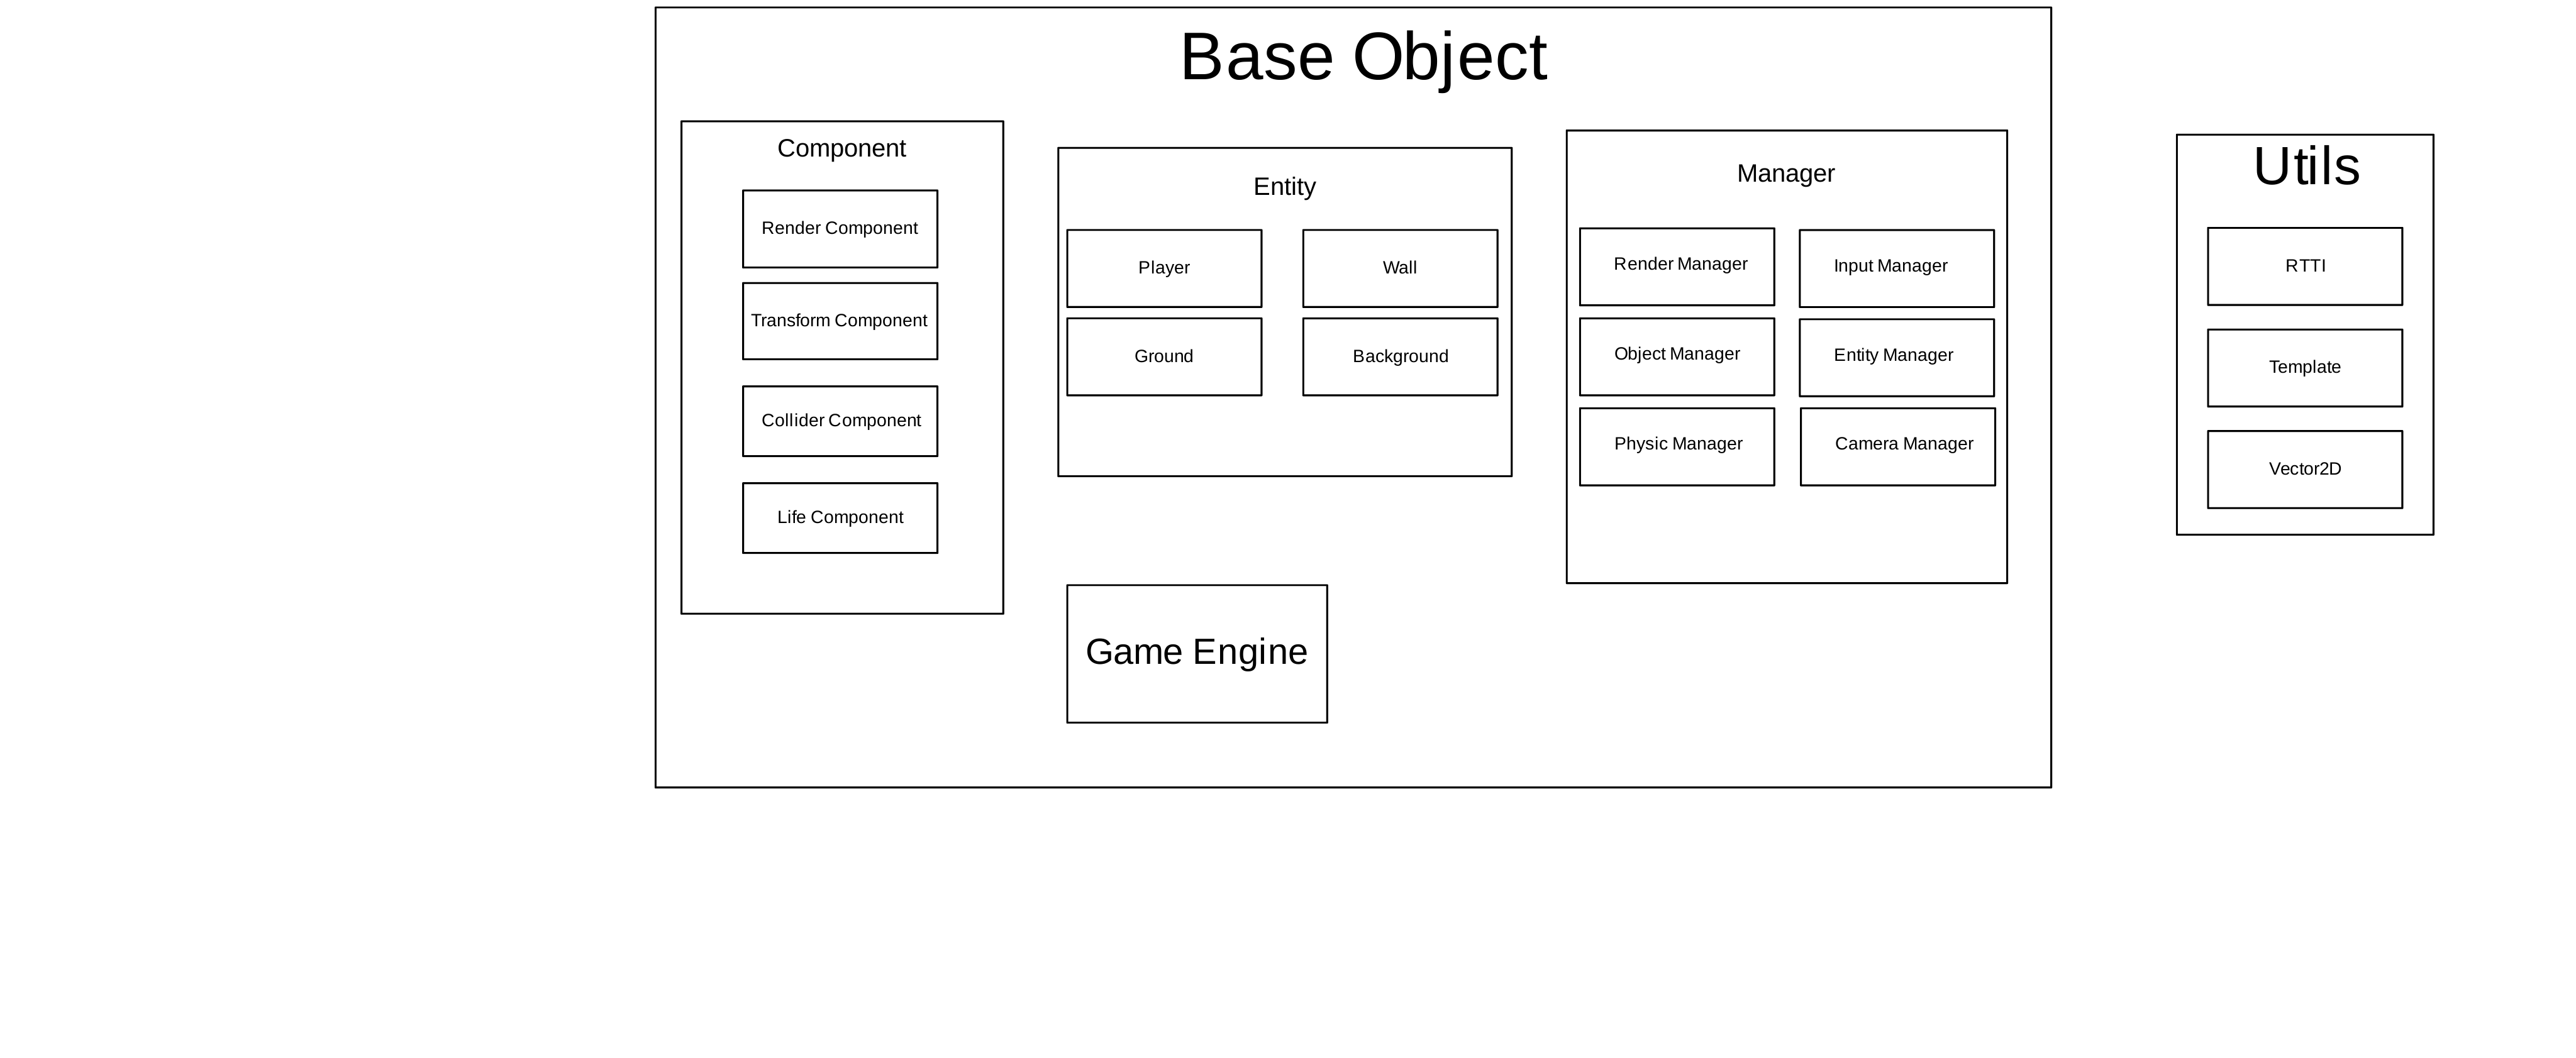 Base Object
Component
Render Component
Transform Component
Collider Component
Life Component
Entity
Player
Wall
Ground
Background
Game Engine
Manager
Render Manager
Input Manager
Object Manager
Entity Manager
Physic Manager
Camera Manager
Utils
RTTI
Template
Vector2D